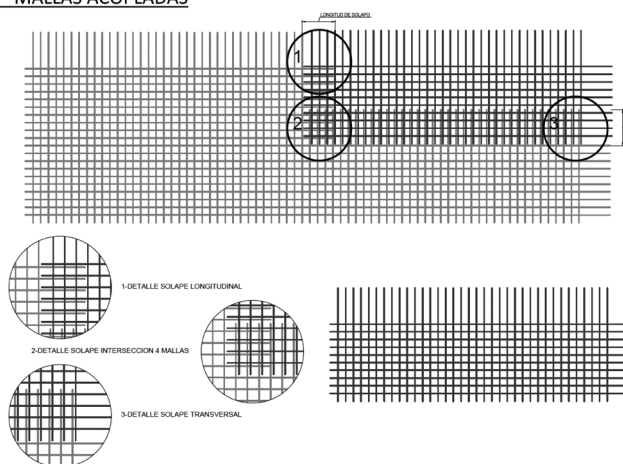 MALLAS ACOPLADAS
LONGITUD DE SOLAPO
1
2
3
1-DETALLE SOLAPE LONGITUDINAL
2-DETALLE SOLAPE INTERSECCION 4 MALLAS
3-DETALLE SOLAPE TRANSVERSAL